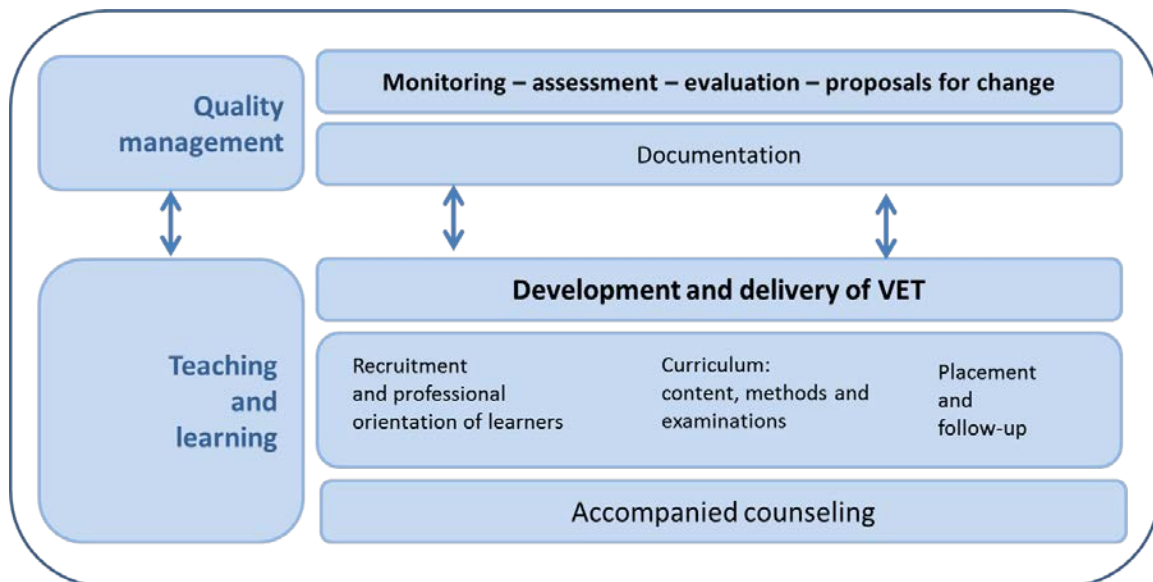 Quality
management
Monitoring – assessment – evaluation – proposals for change
Documentation
Teaching
and
learning
Development and delivery of VET
Recruitment
and professional
orientation of learners
Curriculum:
content, methods and
examinations
Placement
and
follow-up
Accompanied counseling